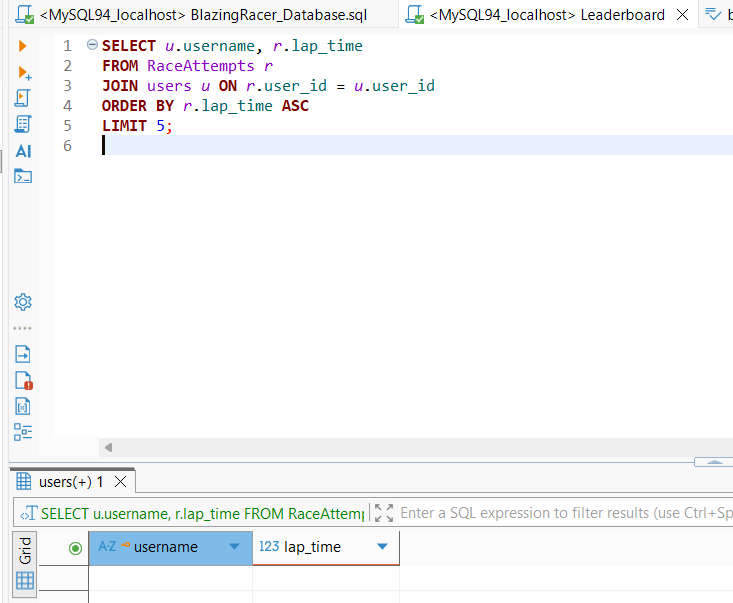 <MySQL94_localhost> BlazingRacer_Database.sql
<MySQL94_localhost> Leaderboard
1 SELECT u.username, r.lap_time
2 FROM RaceAttempts r
3 JOIN users u ON r.user_id = u.user_id
4 ORDER BY r.lap_time ASC
5 LIMIT 5;
6
AI
users(+) 1
SELECT u.username, r.lap_time FROM RaceAttemp
Enter a SQL expression to filter results (use Ctrl+Sp
Grid
A-Z username
123 lap_time